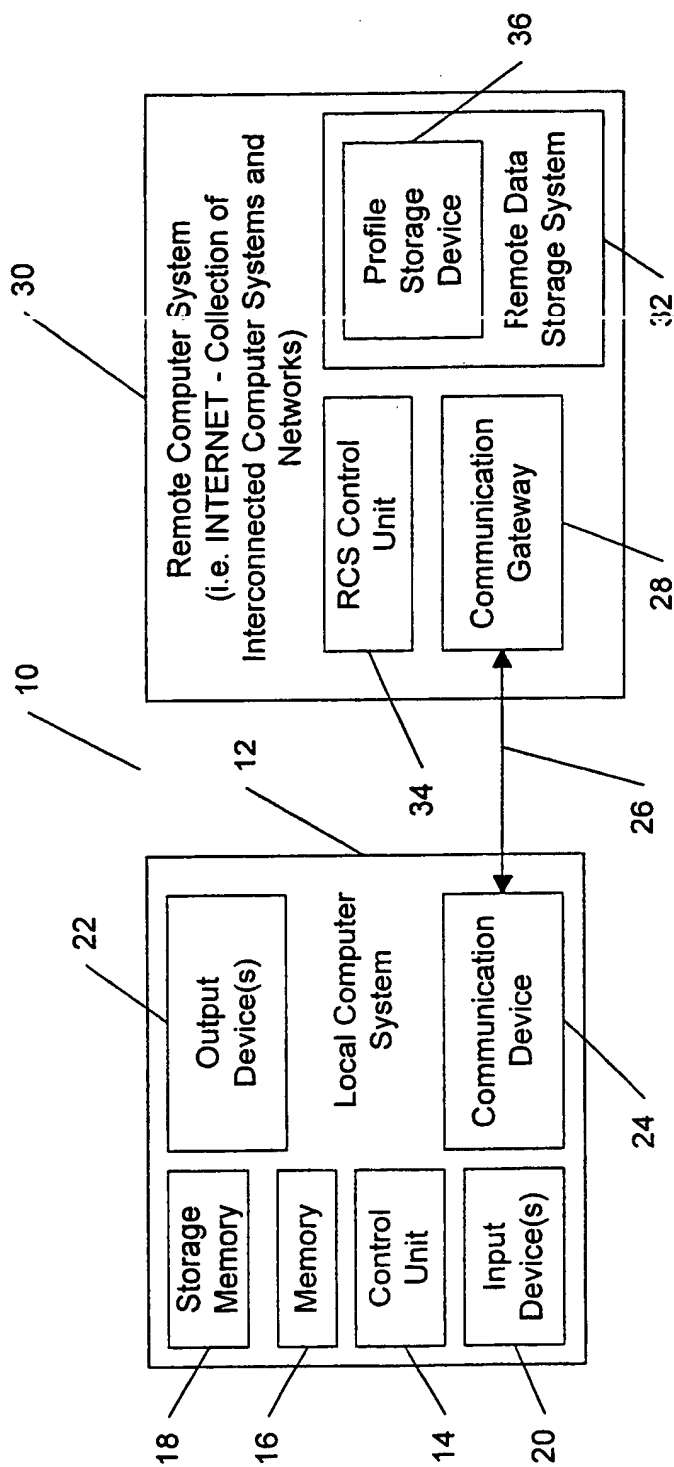 10
12
22
18
Storage
Memory
Output
Device(s)
16
Memory
Local Computer
System
14
Control
Unit
20
Input
Device(s)
Communication
Device
24
26
30
Remote Computer System
(i.e. INTERNET - Collection of
Interconnected Computer Systems and
Networks)
34
RCS Control
Unit
Communication
Gateway
28
36
Profile
Storage
Device
Remote Data
Storage System
32